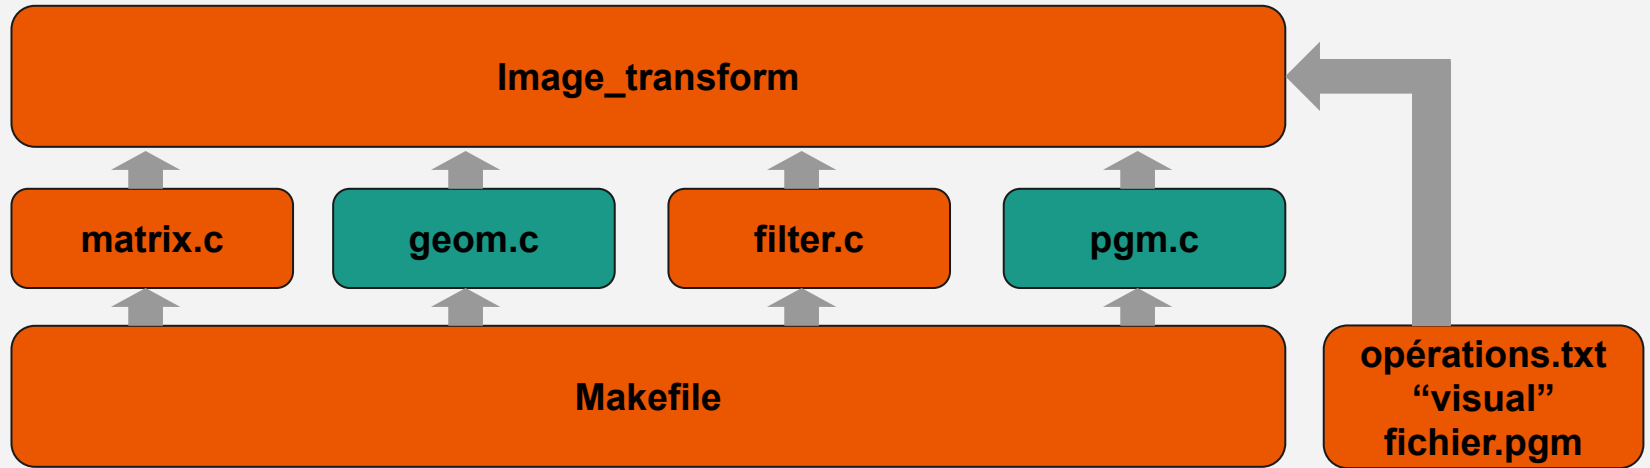 Image_transform
matrix.c
geom.c
filter.c
pgm.c
Makefile
opérations.txt
“visual”
fichier.pgm